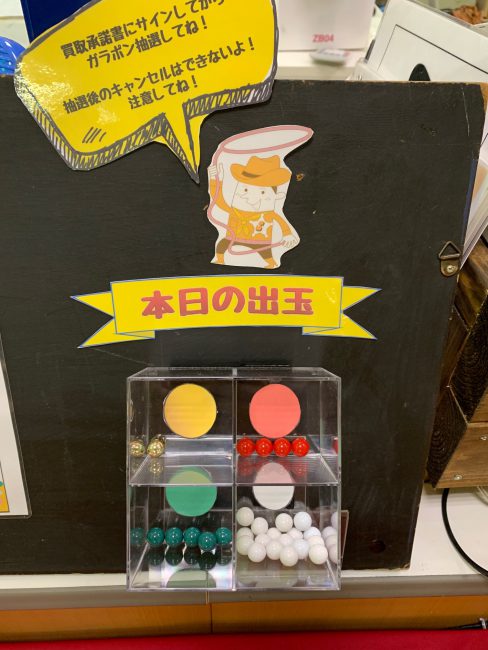 ZB04
買取承諾書にサインしてから
ガラポン抽選してね！
抽選後のキャンセルはできないよ！
注意してね！
本日の出玉